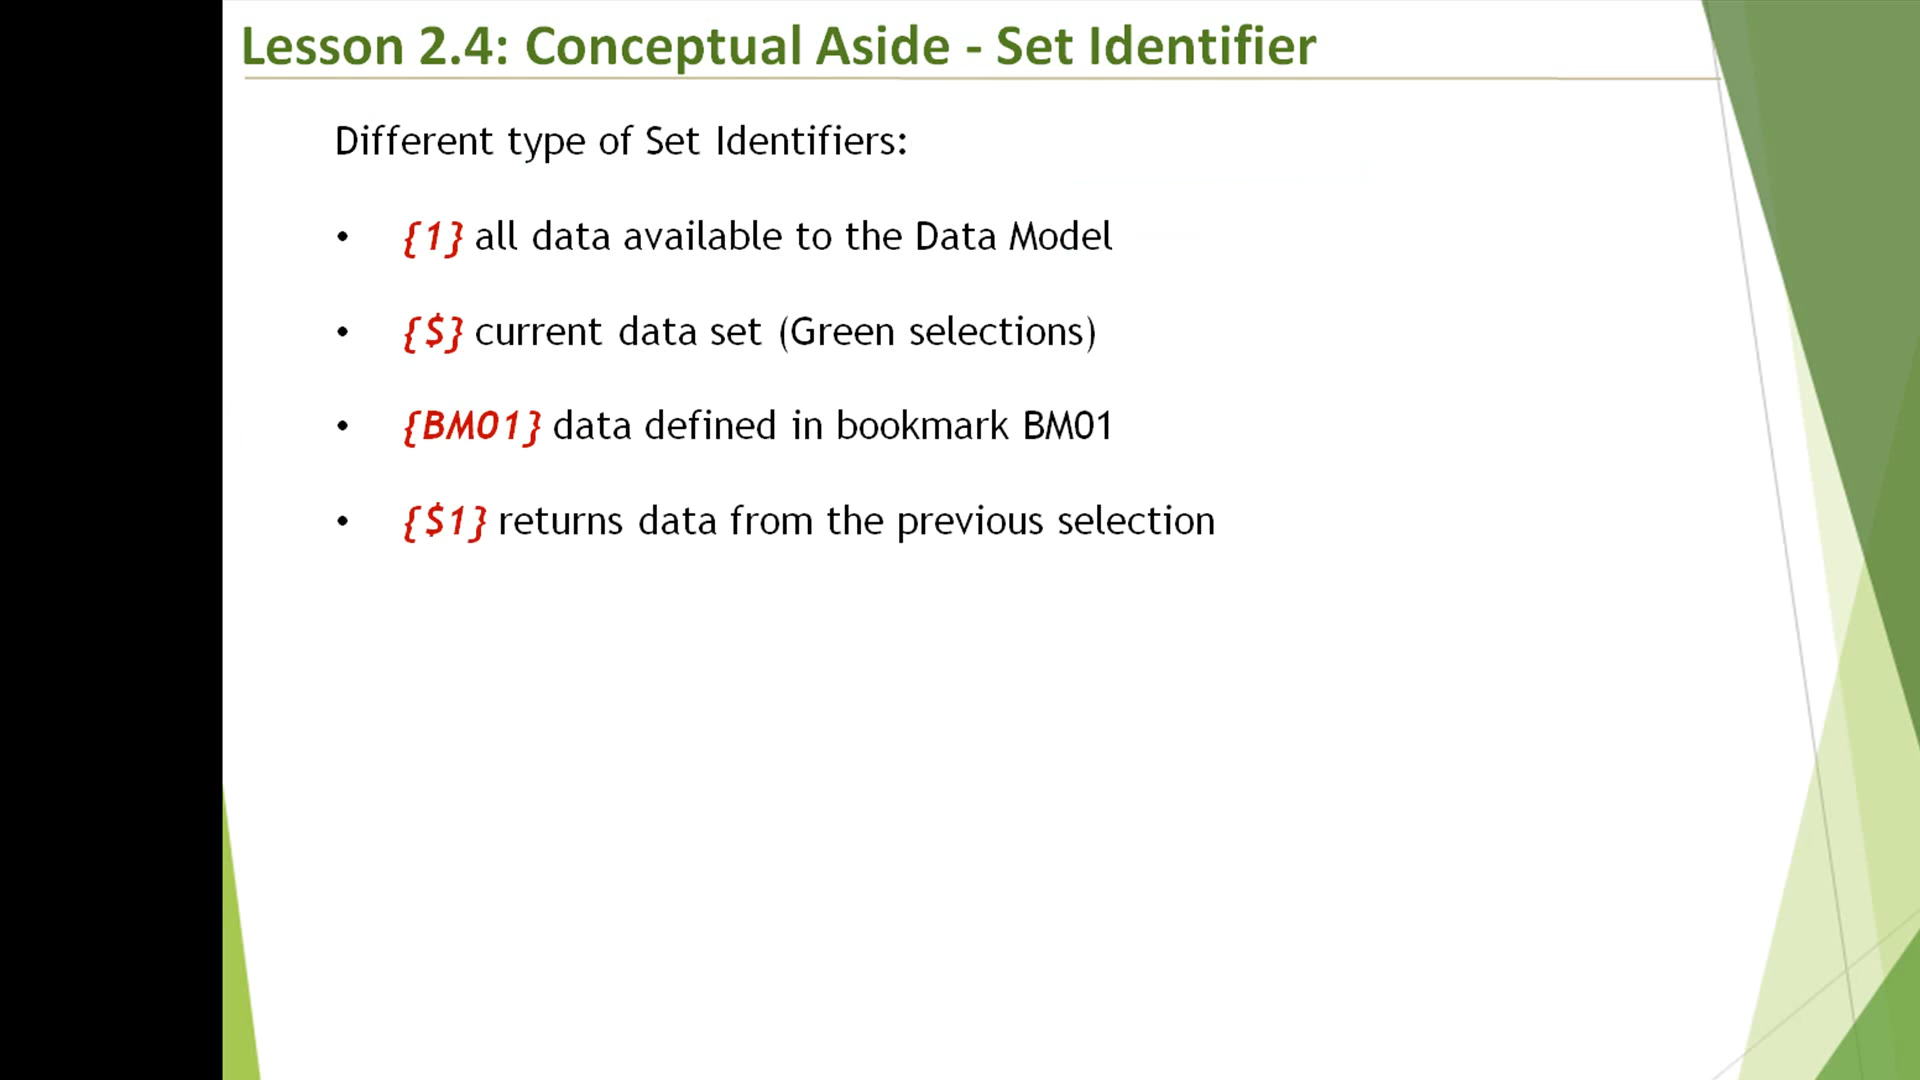 Lesson 2.4: Conceptual Aside - Set Identifier
Different type of Set Identifiers:
• {1} all data available to the Data Model
• {$} current data set (Green selections)
• {BM01} data defined in bookmark BM01
• {$1} returns data from the previous selection